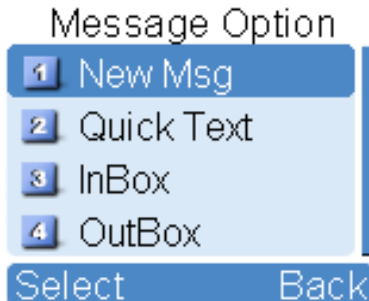 Message Option
1 New Msg
2 Quick Text
3 InBox
4 OutBox
Select Back